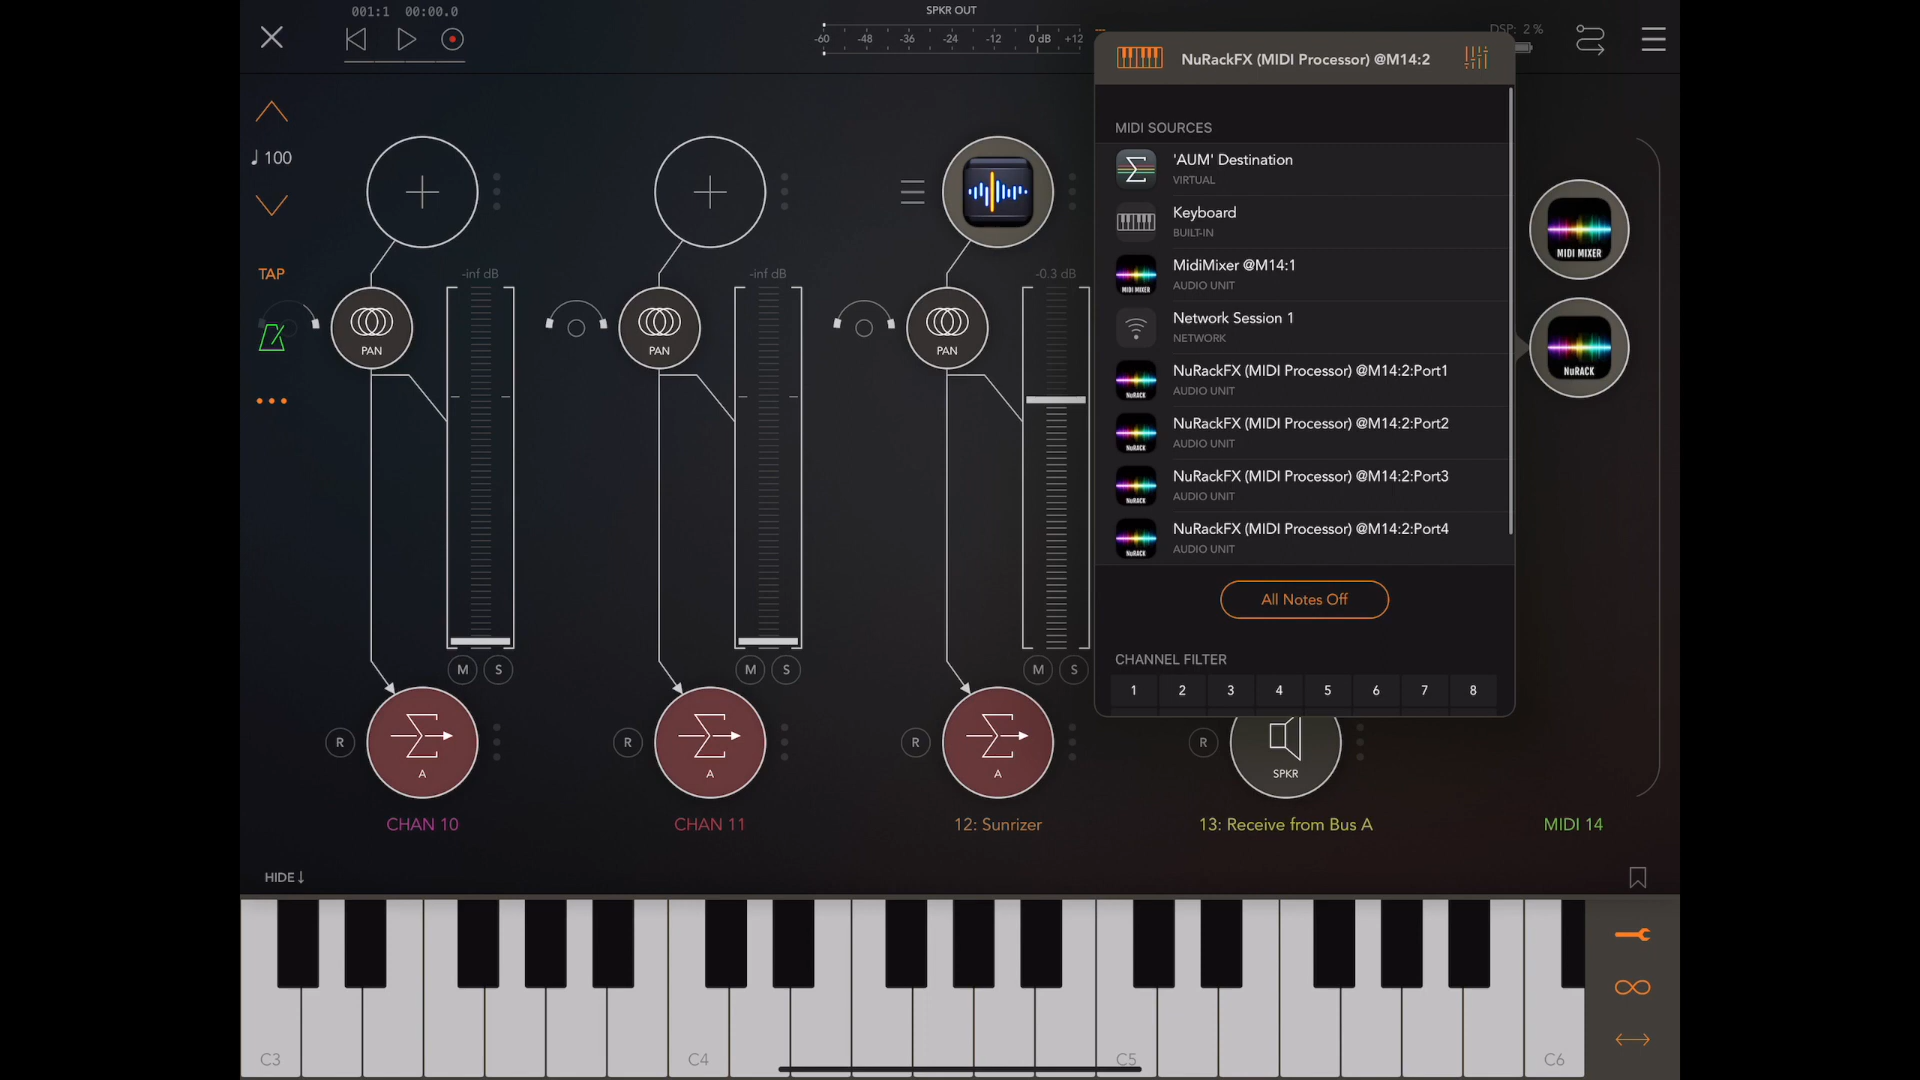 001:1 00:00.0
SPKR OUT
-60 -48 -36 -24 -12 0 dB +12
DSP: 2 %
NuRackFX (MIDI Processor) @M14:2
♩ 100
TAP
MIDI SOURCES
'AUM' Destination
VIRTUAL
Keyboard
BUILT-IN
MidiMixer @M14:1
AUDIO UNIT
Network Session 1
NETWORK
NuRackFX (MIDI Processor) @M14:2:Port1
AUDIO UNIT
NuRackFX (MIDI Processor) @M14:2:Port2
AUDIO UNIT
NuRackFX (MIDI Processor) @M14:2:Port3
AUDIO UNIT
NuRackFX (MIDI Processor) @M14:2:Port4
AUDIO UNIT
All Notes Off
CHANNEL FILTER
1 2 3 4 5 6 7 8
MIDI MIXER
NuRACK
MIDI MIXER
NuRACK
NuRACK
NuRACK
NuRACK
-inf dB -inf dB -0.3 dB
PAN PAN PAN
M S M S M S
R R R R
A A A SPKR
CHAN 10 CHAN 11 12: Sunrizer 13: Receive from Bus A MIDI 14
HIDE↓
C3 C4 C5 C6